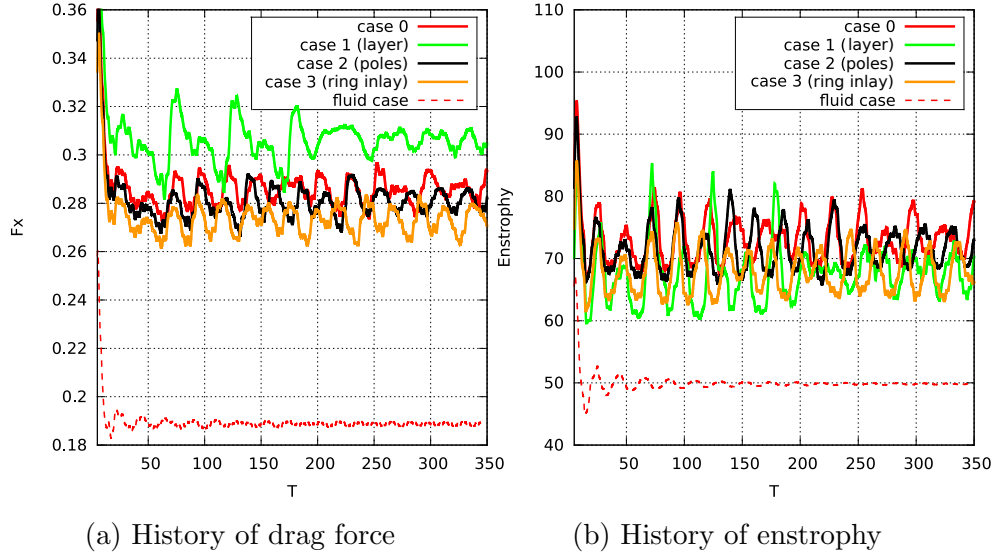 0.36
0.34
0.32
0.3
0.28
0.26
0.24
0.22
0.2
0.18
Fx
50 100 150 200 250 300 350
T
case 0
case 1 (layer)
case 2 (poles)
case 3 (ring inlay)
fluid case
(a) History of drag force
110
100
90
80
70
60
50
40
Enstrophy
50 100 150 200 250 300 350
T
case 0
case 1 (layer)
case 2 (poles)
case 3 (ring inlay)
fluid case
(b) History of enstrophy